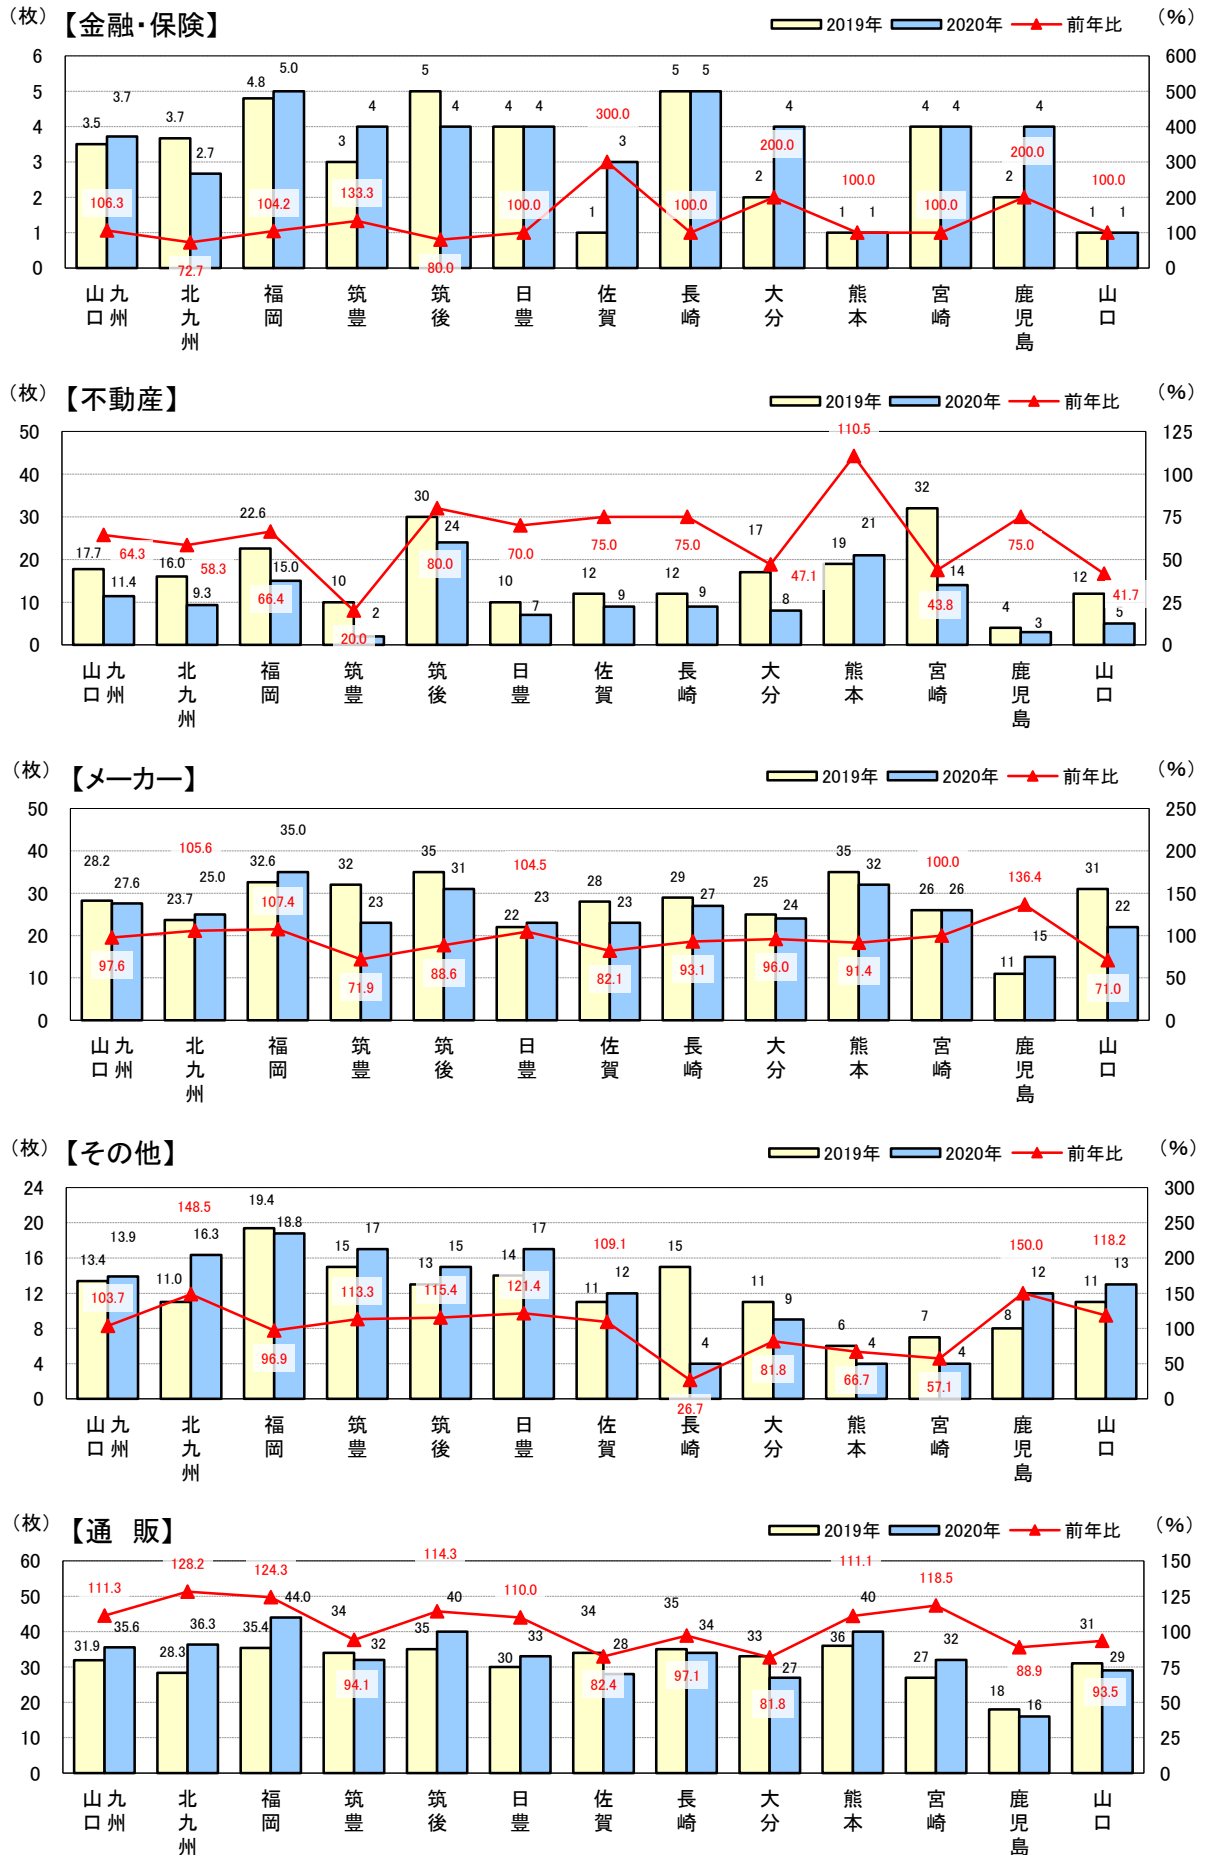 （枚）【金融・保険】 2019年 2020年 前年比 （%）
6 5 4 3 2 1 0
600 500 400 300 200 100 0
3.5 3.7 3.7 2.7 4.8 5.0 3 4 5 4 4 4 1 3 5 5 2 4 1 1 4 4 2 4 1 1
106.3 72.7 104.2 133.3 80.0 100.0 300.0 100.0 200.0 100.0 100.0 200.0 100.0
九州山口 北九州 福岡 筑豊 筑後 日豊 佐賀 長崎 大分 熊本 宮崎 鹿児島 山口
（枚）【不動産】 2019年 2020年 前年比 （%）
50 40 30 20 10 0
125 100 75 50 25 0
17.7 11.4 16.0 9.3 22.6 15.0 10 2 30 24 10 7 12 9 12 9 17 8 19 21 32 14 4 3 12 5
64.3 58.3 66.4 20.0 80.0 70.0 75.0 75.0 47.1 110.5 43.8 75.0 41.7
九州山口 北九州 福岡 筑豊 筑後 日豊 佐賀 長崎 大分 熊本 宮崎 鹿児島 山口
（枚）【メーカー】 2019年 2020年 前年比 （%）
50 40 30 20 10 0
250 200 150 100 50 0
28.2 27.6 23.7 25.0 32.6 35.0 32 23 35 31 22 23 28 23 29 27 25 24 35 32 26 26 11 15 31 22
97.6 105.6 107.4 71.9 88.6 104.5 82.1 93.1 96.0 91.4 100.0 136.4 71.0
九州山口 北九州 福岡 筑豊 筑後 日豊 佐賀 長崎 大分 熊本 宮崎 鹿児島 山口
（枚）【その他】 2019年 2020年 前年比 （%）
24 20 16 12 8 4 0
300 250 200 150 100 50 0
13.4 13.9 11.0 16.3 19.4 18.8 15 17 13 15 14 17 11 12 15 4 11 9 6 4 7 4 8 12 11 13
103.7 148.5 96.9 113.3 115.4 121.4 109.1 26.7 81.8 66.7 57.1 150.0 118.2
九州山口 北九州 福岡 筑豊 筑後 日豊 佐賀 長崎 大分 熊本 宮崎 鹿児島 山口
（枚）【通　販】 2019年 2020年 前年比 （%）
60 50 40 30 20 10 0
150 125 100 75 50 25 0
31.9 35.6 28.3 36.3 35.4 44.0 34 32 35 40 30 33 34 28 35 34 33 27 36 40 27 32 18 16 31 29
111.3 128.2 124.3 94.1 114.3 110.0 82.4 97.1 81.8 111.1 118.5 88.9 93.5
九州山口 北九州 福岡 筑豊 筑後 日豊 佐賀 長崎 大分 熊本 宮崎 鹿児島 山口